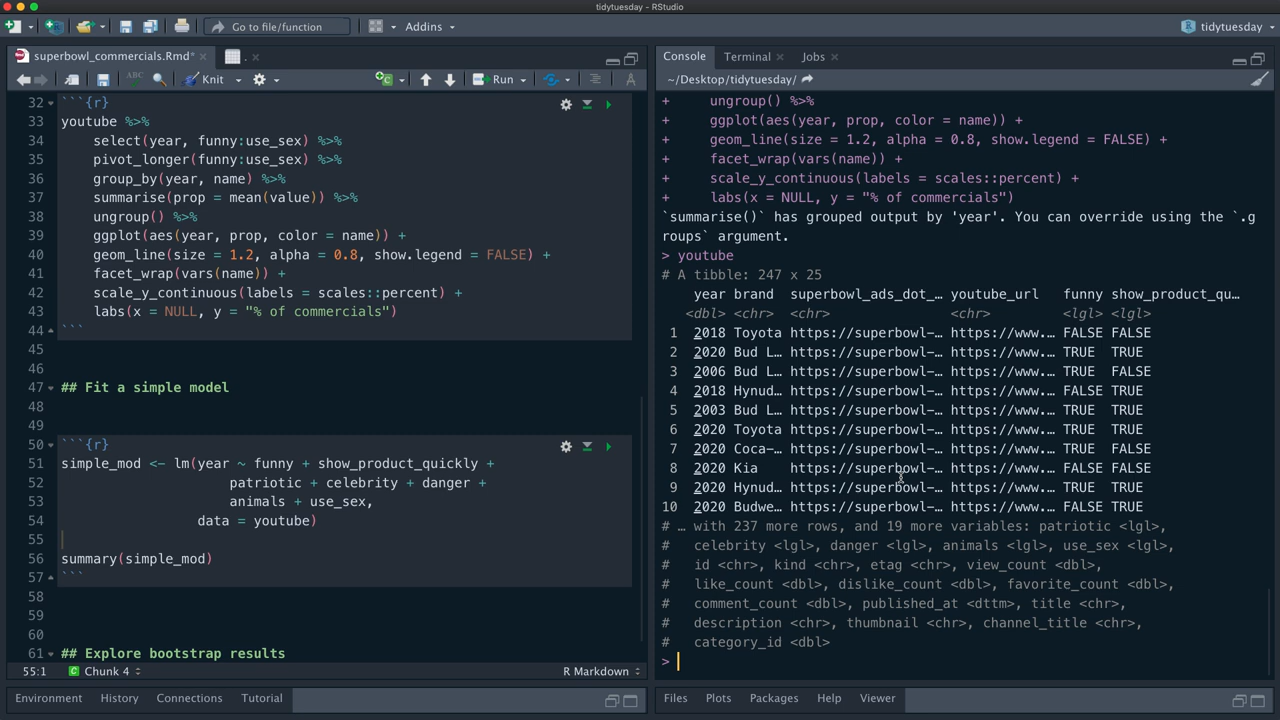 tidytuesday - RStudio
Go to file/function
Addins
tidytuesday
superbowl_commercials.Rmd*
.
ABC
Knit
Run
32 ```{r}
33 youtube %>%
34     select(year, funny:use_sex) %>%
35     pivot_longer(funny:use_sex) %>%
36     group_by(year, name) %>%
37     summarise(prop = mean(value)) %>%
38     ungroup() %>%
39     ggplot(aes(year, prop, color = name)) +
40     geom_line(size = 1.2, alpha = 0.8, show.legend = FALSE) +
41     facet_wrap(vars(name)) +
42     scale_y_continuous(labels = scales::percent) +
43     labs(x = NULL, y = "% of commercials")
44 ```
45
46
47 ## Fit a simple model
48
49
50 ```{r}
51 simple_mod <- lm(year ~ funny + show_product_quickly +
52                      patriotic + celebrity + danger +
53                      animals + use_sex,
54                  data = youtube)
55
56 summary(simple_mod)
57 ```
58
59
60
61 ## Explore bootstrap results
55:1
Chunk 4
R Markdown
Environment
History
Connections
Tutorial
Console
Terminal
Jobs
~/Desktop/tidytuesday/
+     ungroup() %>%
+     ggplot(aes(year, prop, color = name)) +
+     geom_line(size = 1.2, alpha = 0.8, show.legend = FALSE) +
+     facet_wrap(vars(name)) +
+     scale_y_continuous(labels = scales::percent) +
+     labs(x = NULL, y = "% of commercials")
`summarise()` has grouped output by 'year'. You can override using the `.g
roups` argument.
> youtube
# A tibble: 247 x 25
year brand superbowl_ads_dot_… youtube_url funny show_product_qu…
<dbl> <chr> <chr> <chr> <lgl> <lgl>
1 2018 Toyota https://superbowl-… https://www.… FALSE FALSE
2 2020 Bud L… https://superbowl-… https://www.… TRUE TRUE
3 2006 Bud L… https://superbowl-… https://www.… TRUE FALSE
4 2018 Hynud… https://superbowl-… https://www.… FALSE TRUE
5 2003 Bud L… https://superbowl-… https://www.… TRUE TRUE
6 2020 Toyota https://superbowl-… https://www.… TRUE TRUE
7 2020 Coca-… https://superbowl-… https://www.… TRUE FALSE
8 2020 Kia https://superbowl-… https://www.… FALSE FALSE
9 2020 Hynud… https://superbowl-… https://www.… TRUE TRUE
10 2020 Budwe… https://superbowl-… https://www.… FALSE TRUE
# … with 237 more rows, and 19 more variables: patriotic <lgl>,
#   celebrity <lgl>, danger <lgl>, animals <lgl>, use_sex <lgl>,
#   id <chr>, kind <chr>, etag <chr>, view_count <dbl>,
#   like_count <dbl>, dislike_count <dbl>, favorite_count <dbl>,
#   comment_count <dbl>, published_at <dttm>, title <chr>,
#   description <chr>, thumbnail <chr>, channel_title <chr>,
#   category_id <dbl>
>
Files
Plots
Packages
Help
Viewer